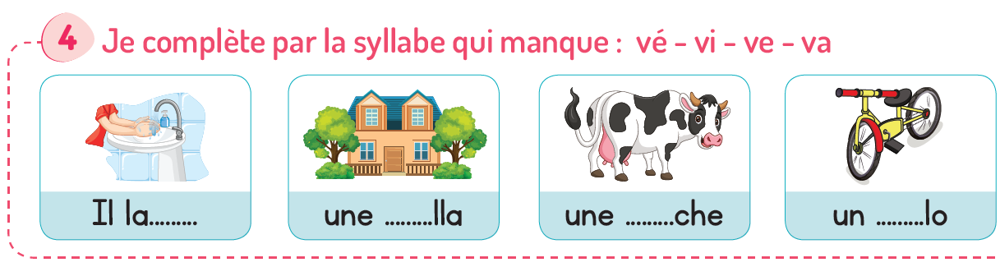 4 Je complète par la syllabe qui manque : vé - vi - ve - va
Il la.........
une .........lla
une .........che
un .........lo